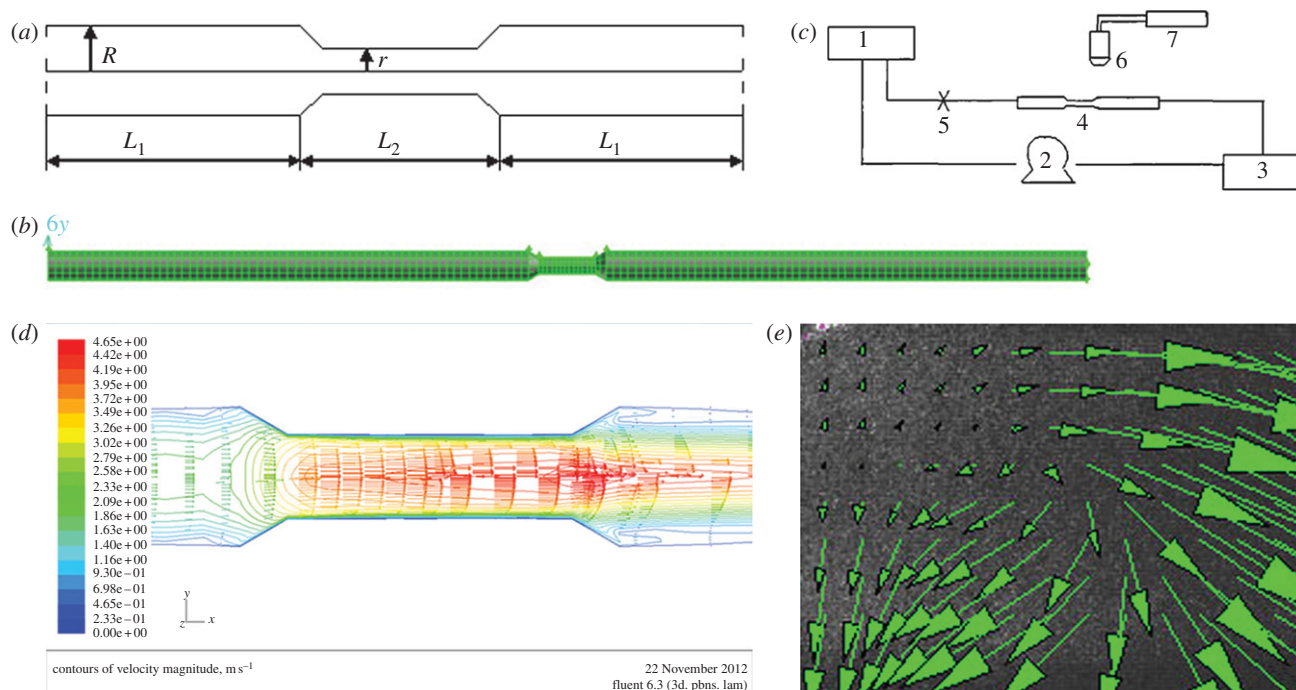 (a)
R
r
L1
L2
L1
(c)
1
2
3
4
5
6
7
(b)
6y
(d)
4.65e+00
4.42e+00
4.19e+00
3.95e+00
3.72e+00
3.49e+00
3.26e+00
3.02e+00
2.79e+00
2.58e+00
2.33e+00
2.09e+00
1.86e+00
1.63e+00
1.40e+00
1.16e+00
9.30e−01
6.98e−01
4.65e−01
2.33e−01
0.00e+00
y
z
x
contours of velocity magnitude, m s−1
22 November 2012
fluent 6.3 (3d. pbns. lam)
(e)